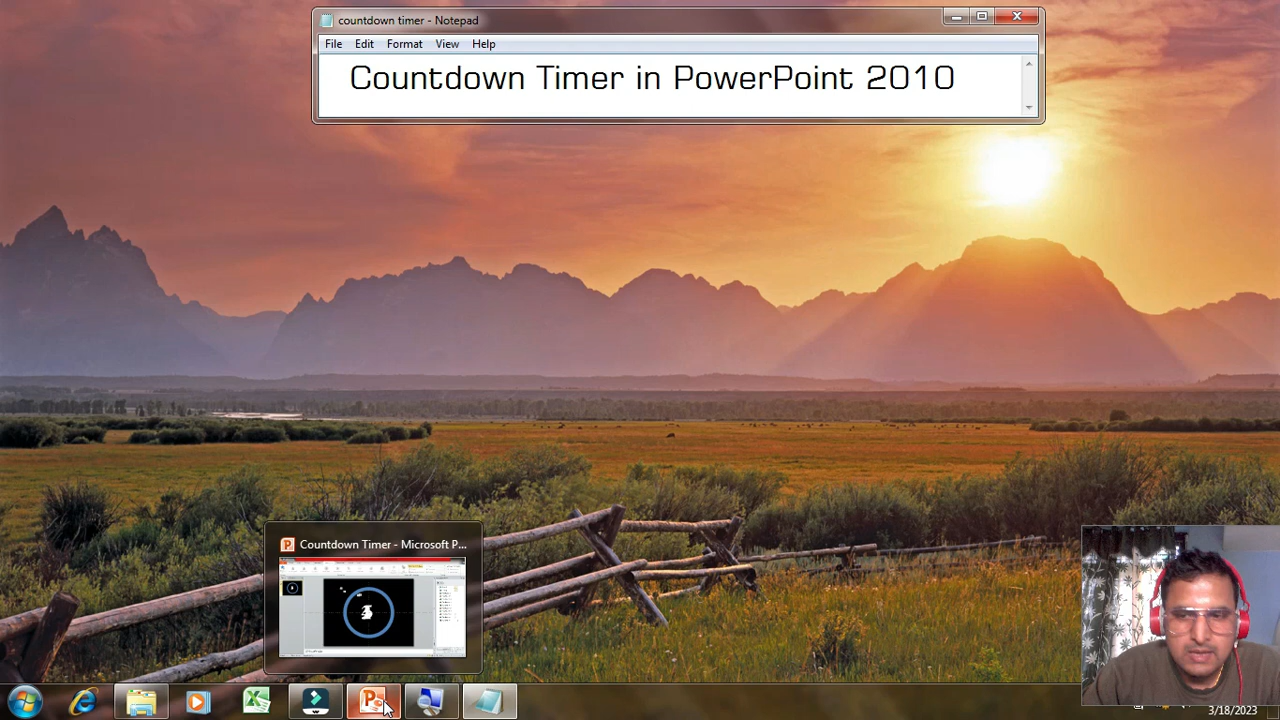 countdown timer - Notepad
File Edit Format View Help
Countdown Timer in PowerPoint 2010
Countdown Timer - Microsoft P...
3/18/2023